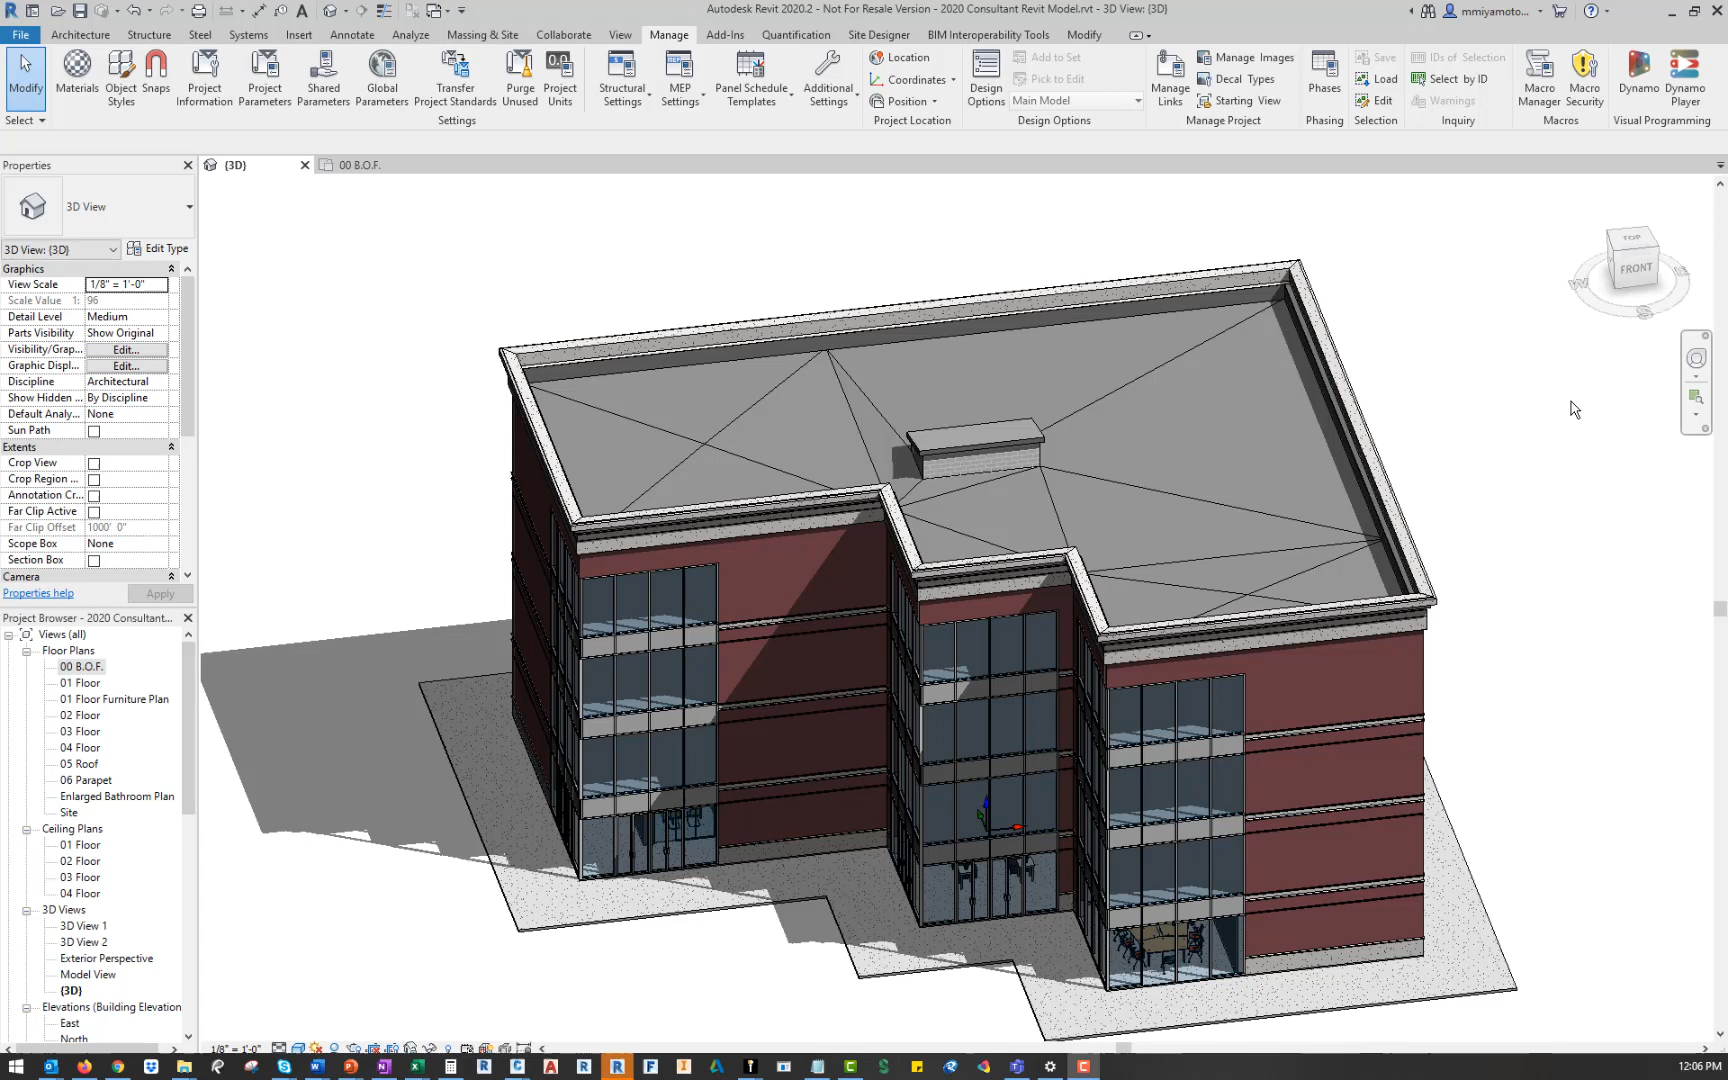 Autodesk Revit 2020.2 - Not For Resale Version - 2020 Consultant Revit Model.rvt - 3D View: {3D}
mmiyamoto...
File Architecture Structure Steel Systems Insert Annotate Analyze Massing & Site Collaborate View Manage Add-Ins Quantification Site Designer BIM Interoperability Tools Modify
Modify
Materials
Object Styles
Snaps
Project Information
Project Parameters
Shared Parameters
Global Parameters
Transfer Project Standards
Purge Unused
Project Units
Structural Settings
MEP Settings
Panel Schedule Templates
Additional Settings
Location
Coordinates
Position
Design Options
Add to Set
Pick to Edit
Main Model
Manage Links
Manage Images
Decal Types
Starting View
Phases
Save
Load
Edit
IDs of Selection
Select by ID
Warnings
Macro Manager
Macro Security
Dynamo
Dynamo Player
Select Settings Project Location Design Options Manage Project Phasing Selection Inquiry Macros Visual Programming
Properties
{3D}
00 B.O.F.
3D View
3D View: {3D} Edit Type
Graphics
View Scale 1/8" = 1'-0"
Scale Value 1: 96
Detail Level Medium
Parts Visibility Show Original
Visibility/Grap... Edit...
Graphic Displ... Edit...
Discipline Architectural
Show Hidden ... By Discipline
Default Analy... None
Sun Path
Extents
Crop View
Crop Region ...
Annotation Cr...
Far Clip Active
Far Clip Offset 1000' 0"
Scope Box None
Section Box
Camera
Properties help Apply
Project Browser - 2020 Consultant...
Views (all)
Floor Plans
00 B.O.F.
01 Floor
01 Floor Furniture Plan
02 Floor
03 Floor
04 Floor
05 Roof
06 Parapet
Enlarged Bathroom Plan
Site
Ceiling Plans
01 Floor
02 Floor
03 Floor
04 Floor
3D Views
3D View 1
3D View 2
Exterior Perspective
Model View
{3D}
Elevations (Building Elevation
East
North
TOP
FRONT
W
S
E
1/8" = 1'-0"
12:06 PM